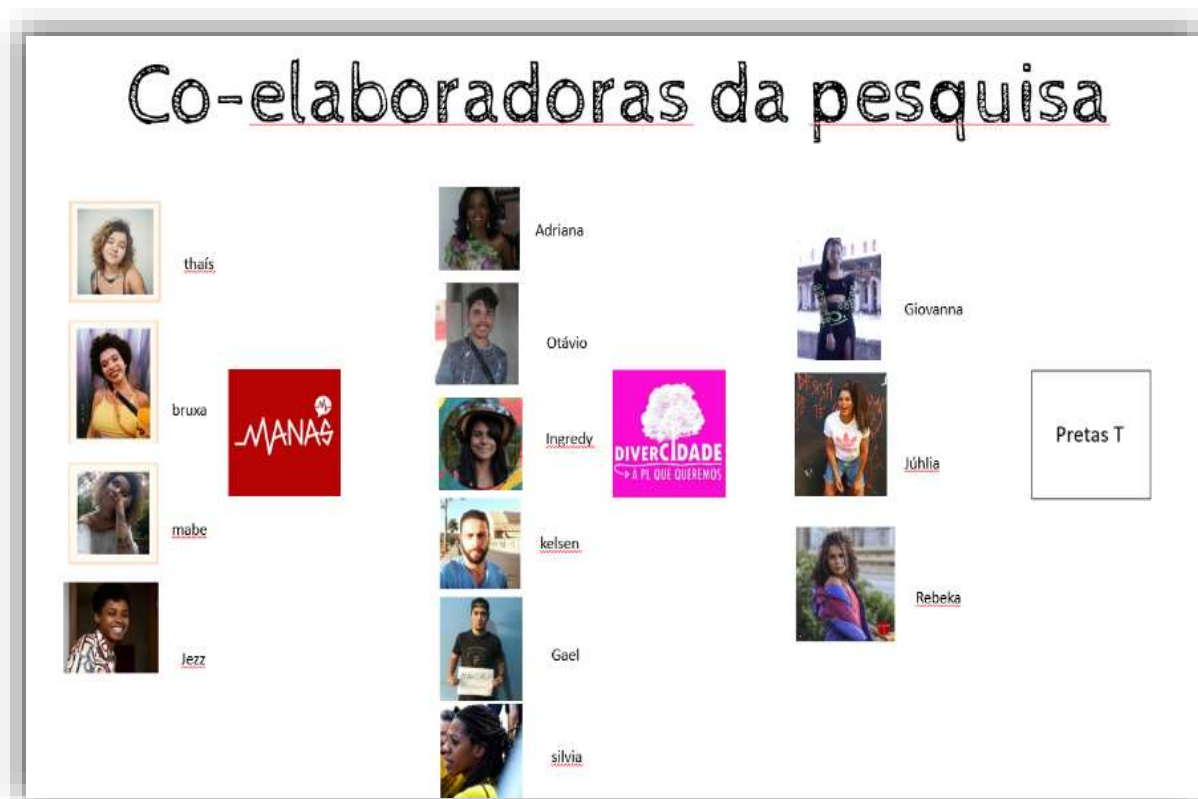 Co-elaboradoras da pesquisa
thaís
bruxa
mabe
Jezz
MANAS
Adriana
Otávio
Ingredy
kelsen
Gael
silvia
DIVERCIDADE
A PL QUE QUEREMOS
Giovanna
Júhlia
Rebeka
Pretas T